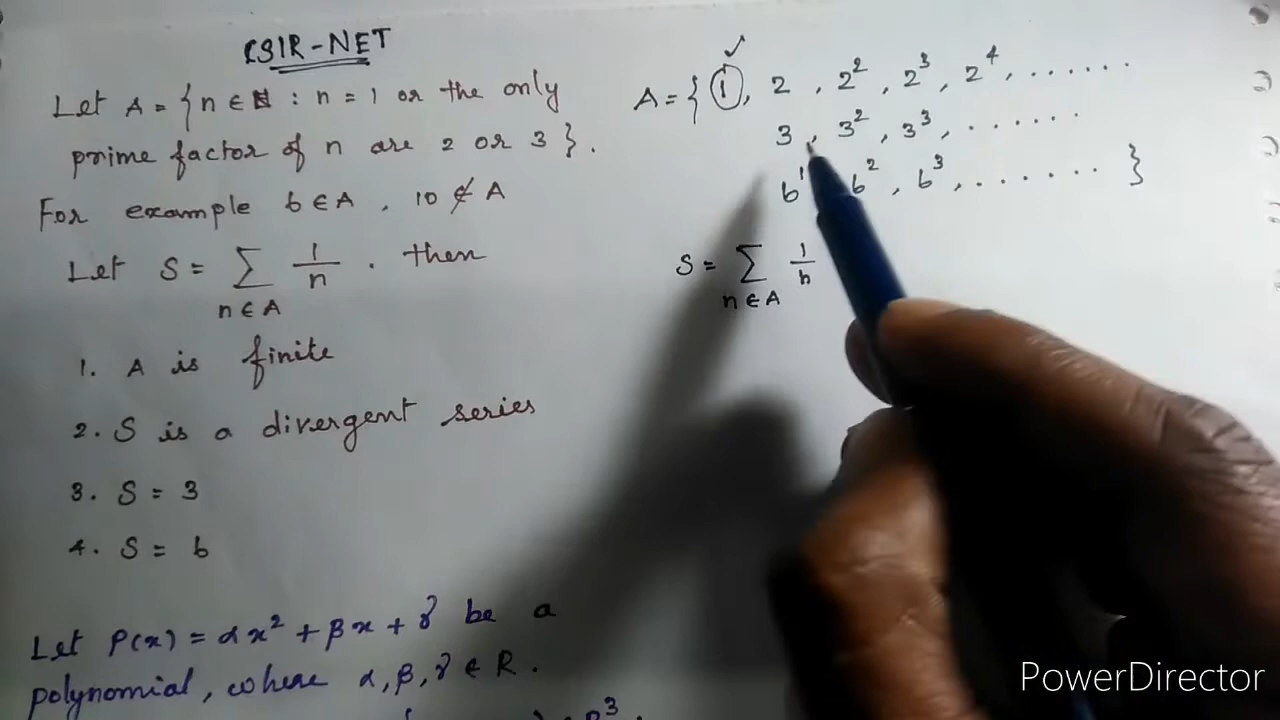 CSIR-NET
Let A = { n ∈ N : n = 1 or the only
prime factor of n are 2 or 3 }.
For example 6 ∈ A , 10 ∉ A
Let S = ∑ 1/n . then
n ∈ A
1. A is finite
2. S is a divergent series
3. S = 3
4. S = 6
Let P(x) = αx² + βx + γ be a
polynomial, where α, β, γ ∈ R.
A = { 1, 2, 2², 2³, 2⁴, ......
3, 3², 3³, ......
6¹ 6², 6³, ....... }
S = ∑ 1/n
n ∈ A
PowerDirector